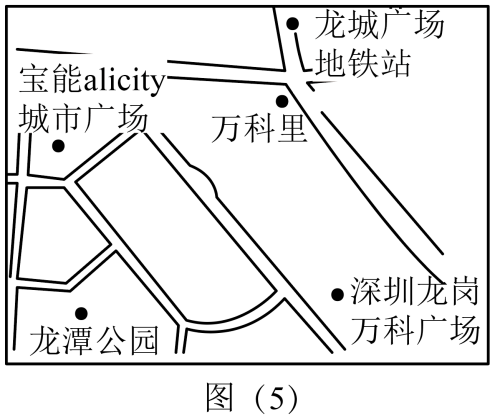 龙城广场
地铁站
宝能alicity
城市广场
万科里
深圳龙岗
万科广场
龙潭公园
图（5）